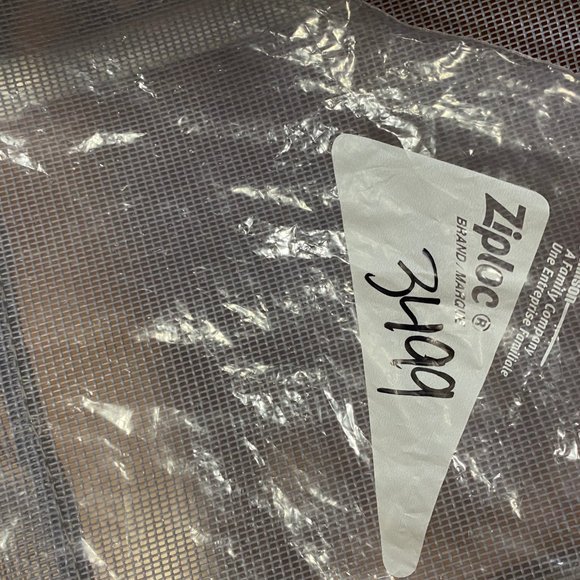 Ziploc®
BRAND/MARQUE
3499
A Family Company
Une Entreprise Familiale